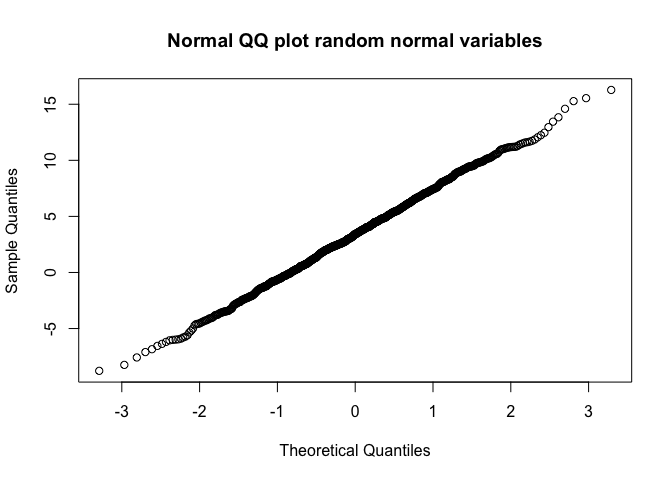 Normal QQ plot random normal variables
Sample Quantiles
15
10
5
0
-5
-3 -2 -1 0 1 2 3
Theoretical Quantiles